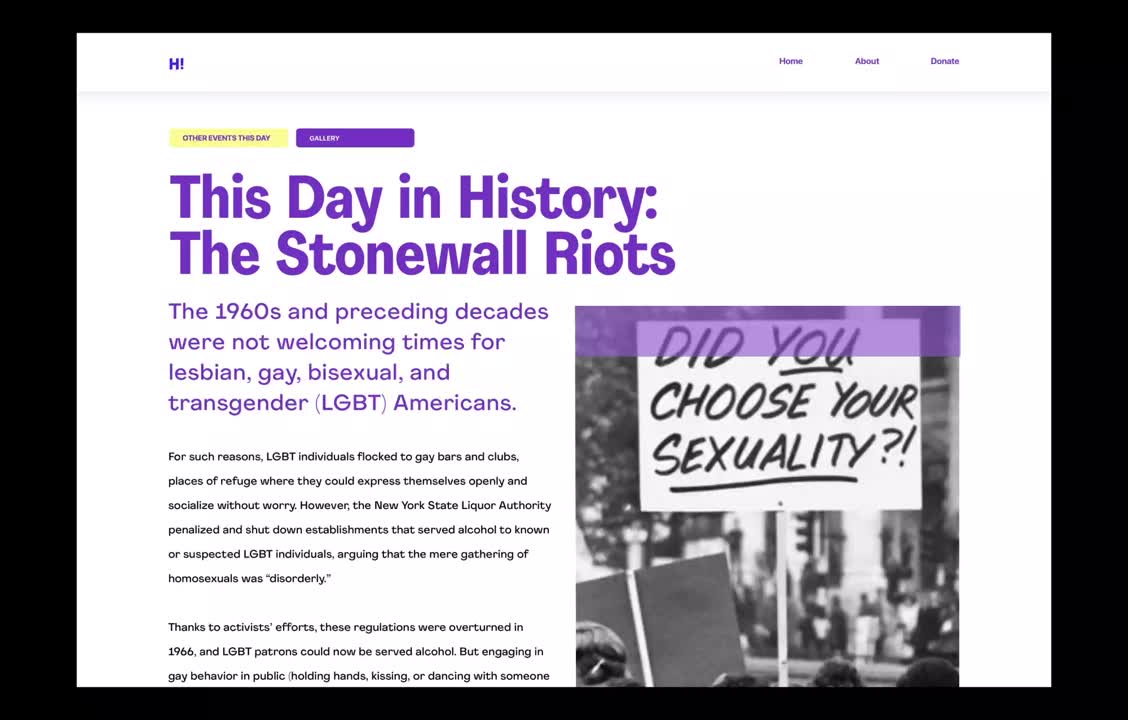 H!
Home About Donate
OTHER EVENTS THIS DAY GALLERY
This Day in History:
The Stonewall Riots
The 1960s and preceding decades
were not welcoming times for
lesbian, gay, bisexual, and
transgender (LGBT) Americans.
For such reasons, LGBT individuals flocked to gay bars and clubs,
places of refuge where they could express themselves openly and
socialize without worry. However, the New York State Liquor Authority
penalized and shut down establishments that served alcohol to known
or suspected LGBT individuals, arguing that the mere gathering of
homosexuals was “disorderly.”
Thanks to activists’ efforts, these regulations were overturned in
1966, and LGBT patrons could now be served alcohol. But engaging in
gay behavior in public (holding hands, kissing, or dancing with someone
DID YOU
CHOOSE YOUR
SEXUALITY?!